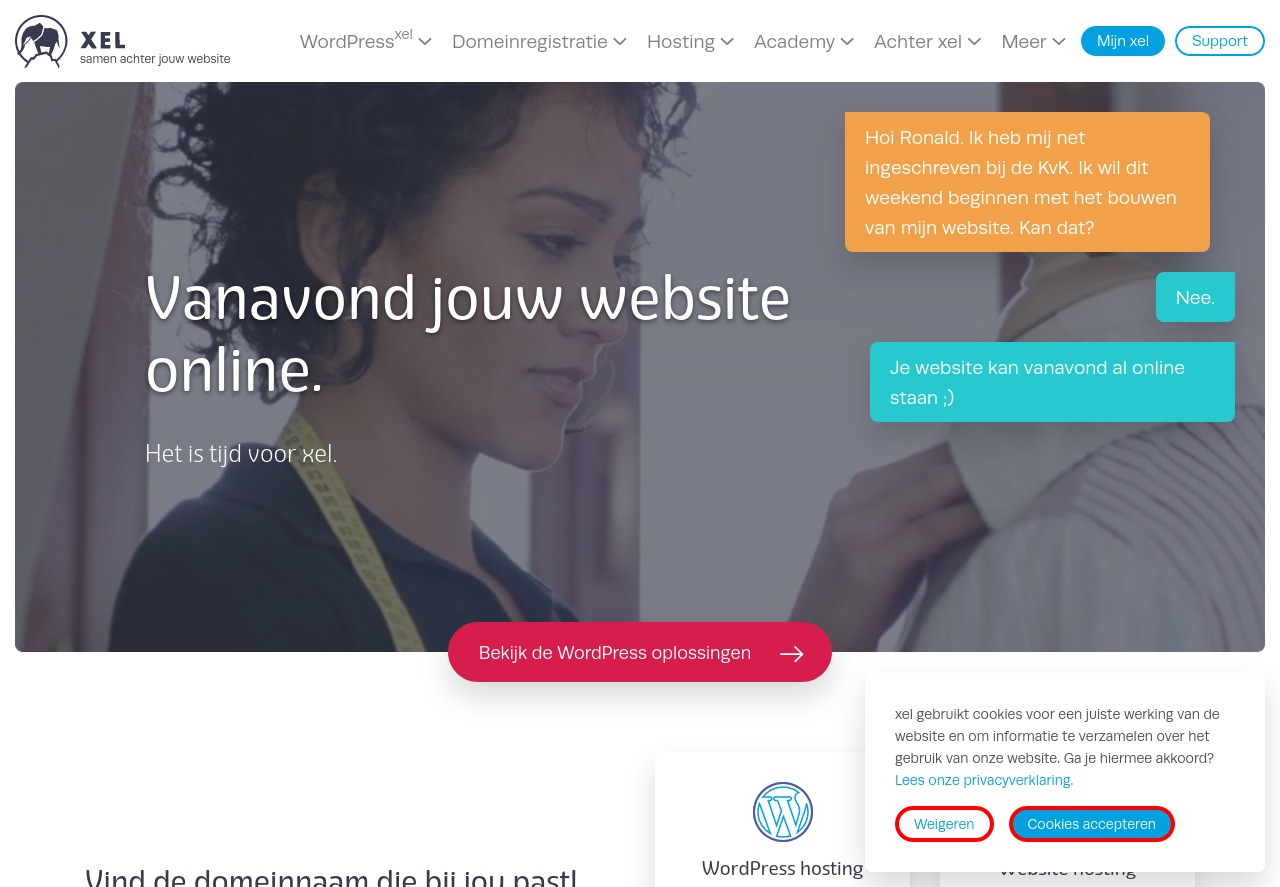 XEL
samen achter jouw website
WordPressxel
Domeinregistratie
Hosting
Academy
Achter xel
Meer
Mijn xel
Support
Hoi Ronald. Ik heb mij net
ingeschreven bij de KvK. Ik wil dit
weekend beginnen met het bouwen
van mijn website. Kan dat?
Nee.
Je website kan vanavond al online
staan ;)
Vanavond jouw website
online.
Het is tijd voor xel.
Bekijk de WordPress oplossingen
xel gebruikt cookies voor een juiste werking van de
website en om informatie te verzamelen over het
gebruik van onze website. Ga je hiermee akkoord?
Lees onze privacyverklaring.
Weigeren
Cookies accepteren
WordPress hosting
Website hosting
Vind de domeinnaam die bij jou past!